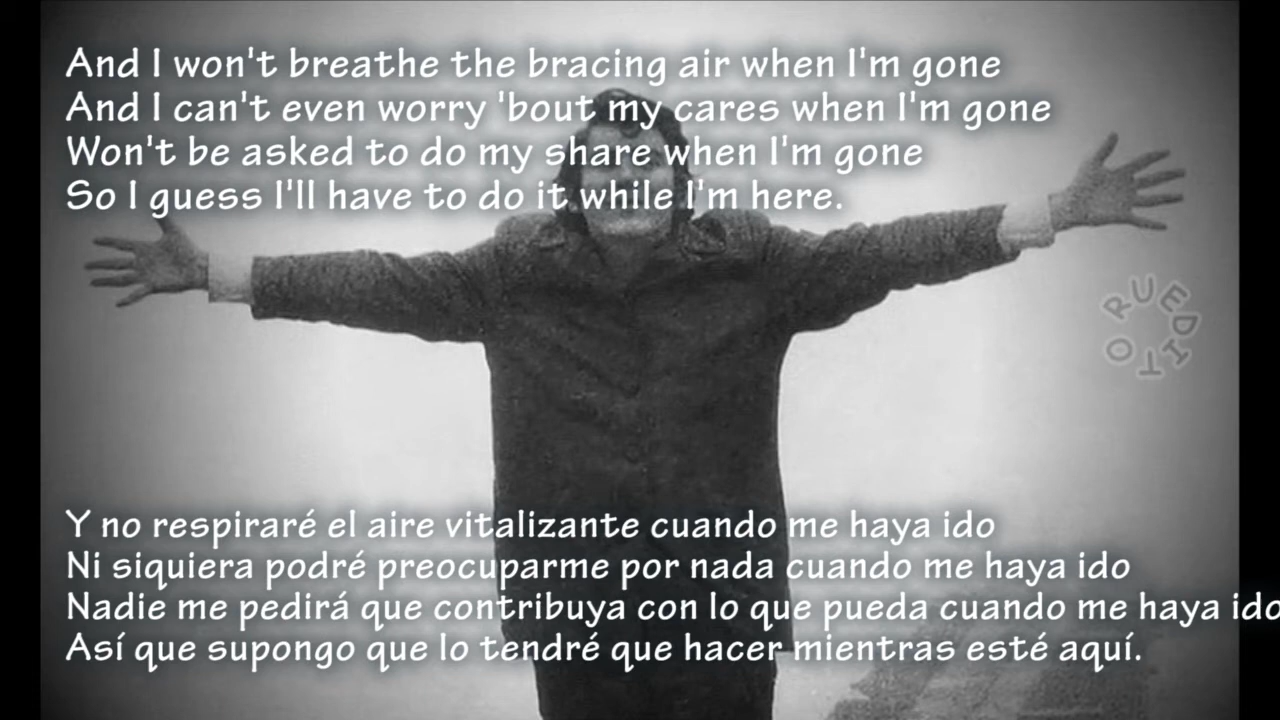 And I won't breathe the bracing air when I'm gone
And I can't even worry 'bout my cares when I'm gone
Won't be asked to do my share when I'm gone
So I guess I'll have to do it while I'm here.
RUEDITO
Y no respiraré el aire vitalizante cuando me haya ido
Ni siquiera podré preocuparme por nada cuando me haya ido
Nadie me pedirá que contribuya con lo que pueda cuando me haya ido
Así que supongo que lo tendré que hacer mientras esté aquí.